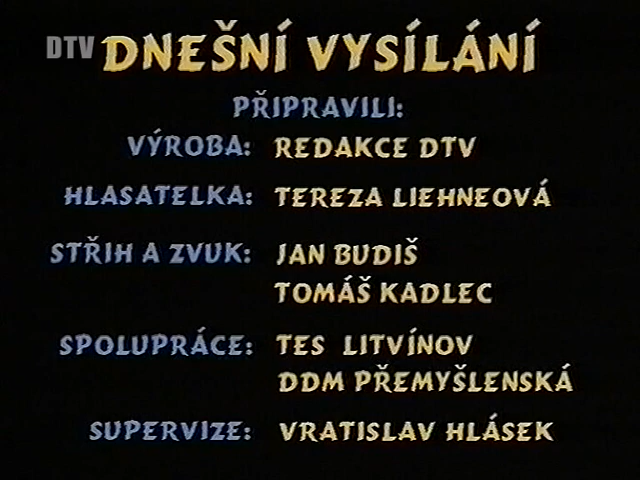 DTV
DNEŠNÍ VYSÍLÁNÍ
PŘIPRAVILI:
VÝROBA: REDAKCE DTV
HLASATELKA: TEREZA LIEHNEOVÁ
STŘIH A ZVUK: JAN BUDIŠ
TOMÁŠ KADLEC
SPOLUPRÁCE: TES LITVÍNOV
DDM PŘEMYŠLENSKÁ
SUPERVIZE: VRATISLAV HLÁSEK